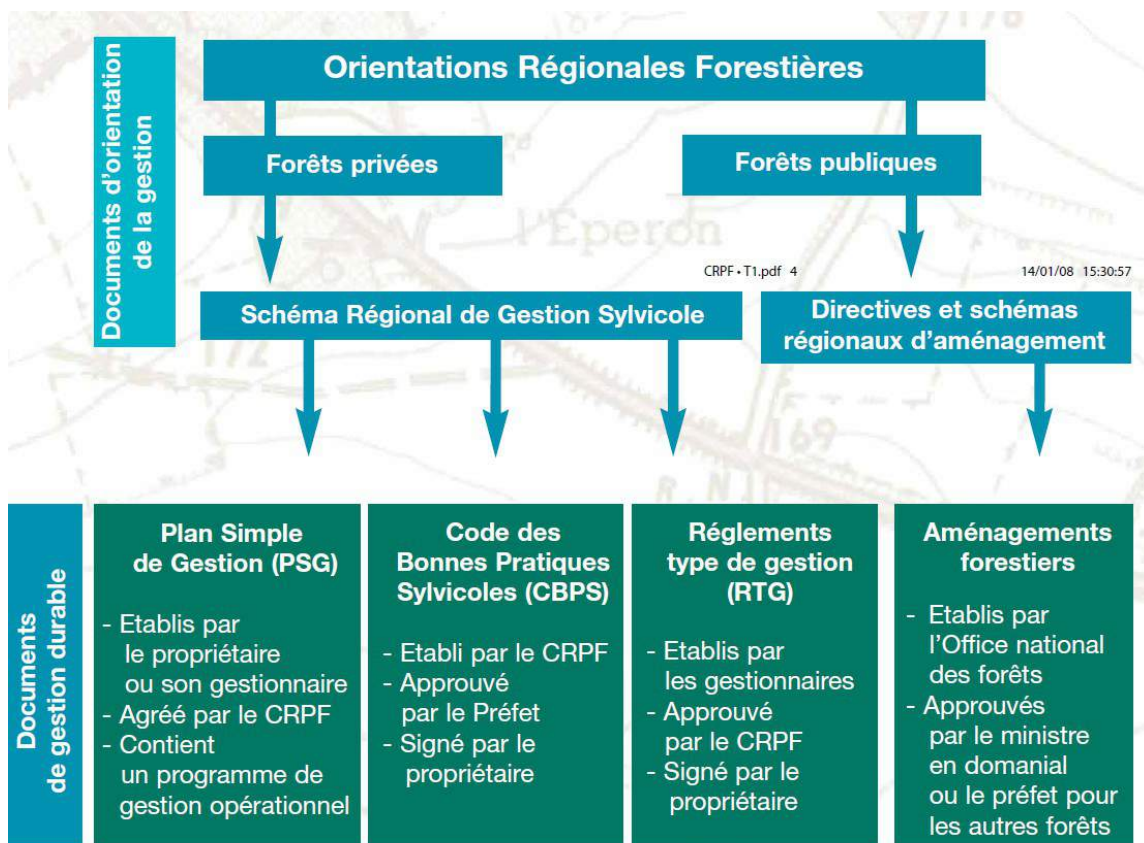 Documents d'orientation
de la gestion
Orientations Régionales Forestières
Forêts privées
Forêts publiques
l'Eperon
CRPF • T1.pdf 4
14/01/08 15:30:57
Schéma Régional de Gestion Sylvicole
Directives et schémas
régionaux d'aménagement
172
169
R. N.
178
Documents
de gestion durable
Plan Simple
de Gestion (PSG)
- Etablis par
le propriétaire
ou son gestionnaire
- Agréé par le CRPF
- Contient
un programme de
gestion opérationnel
Code des
Bonnes Pratiques
Sylvicoles (CBPS)
- Etabli par le CRPF
- Approuvé
par le Préfet
- Signé par le
propriétaire
Réglements
type de gestion
(RTG)
- Etablis par
les gestionnaires
- Approuvé
par le CRPF
- Signé par le
propriétaire
Aménagements
forestiers
- Etablis par
l'Office national
des forêts
- Approuvés
par le ministre
en domanial
ou le préfet pour
les autres forêts